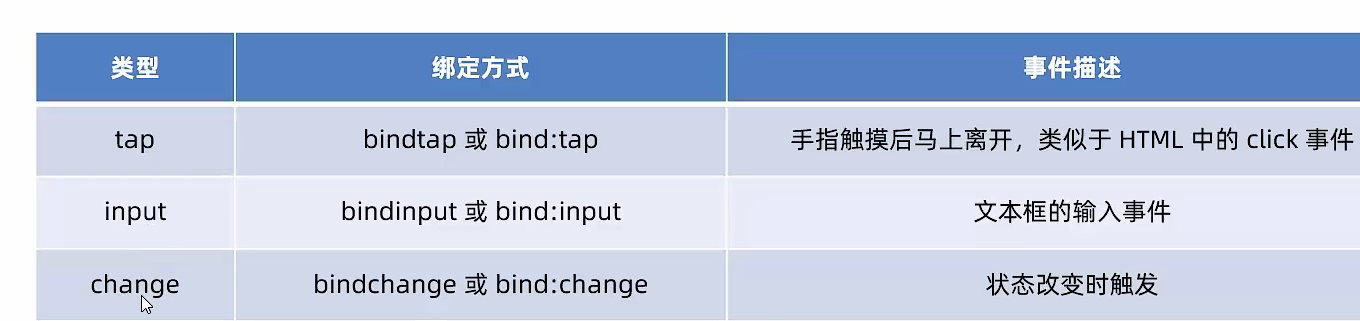 类型 绑定方式 事件描述
tap bindtap 或 bind:tap 手指触摸后马上离开，类似于 HTML 中的 click 事件
input bindinput 或 bind:input 文本框的输入事件
change bindchange 或 bind:change 状态改变时触发